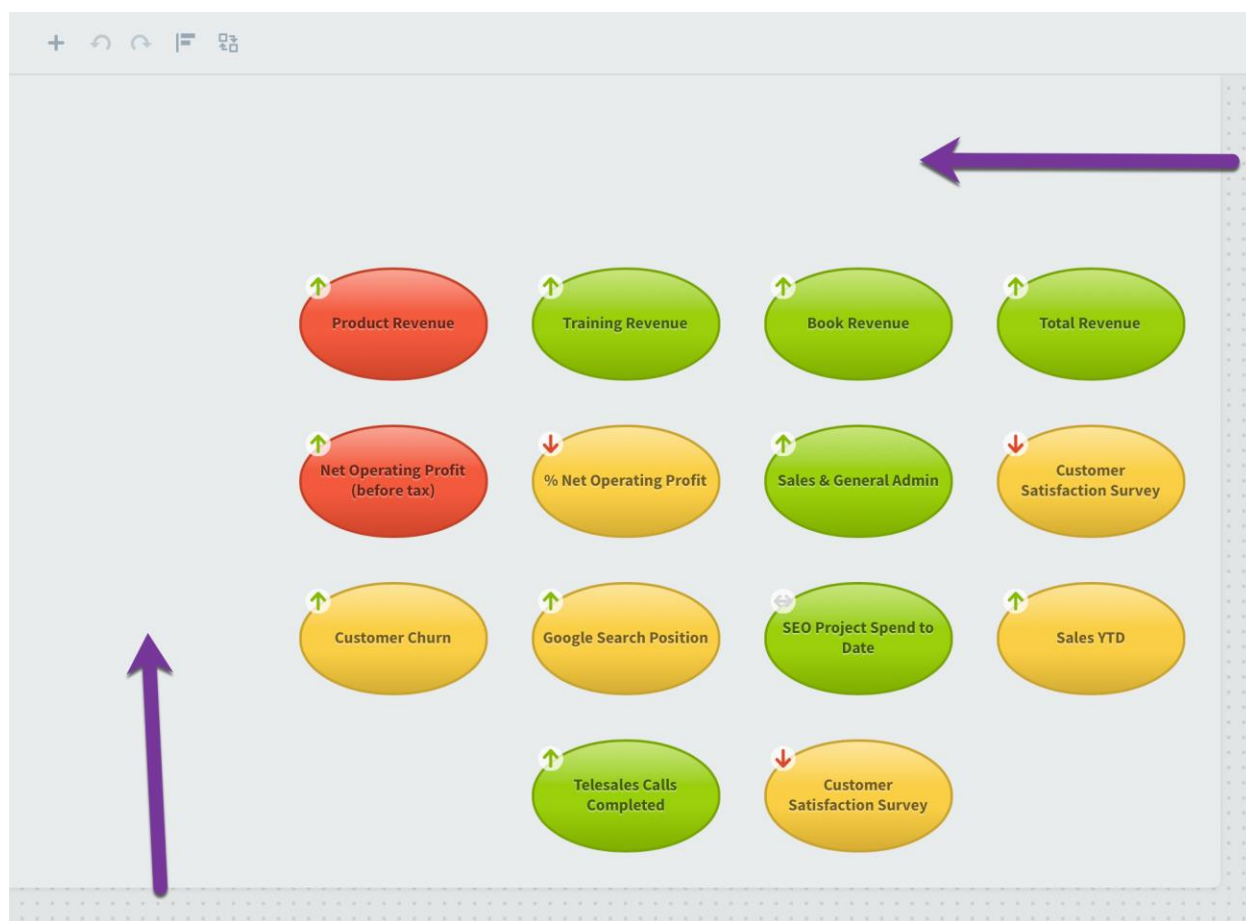 Product Revenue
Training Revenue
Book Revenue
Total Revenue
Net Operating Profit
(before tax)
% Net Operating Profit
Sales & General Admin
Customer
Satisfaction Survey
Customer Churn
Google Search Position
SEO Project Spend to
Date
Sales YTD
Telesales Calls
Completed
Customer
Satisfaction Survey